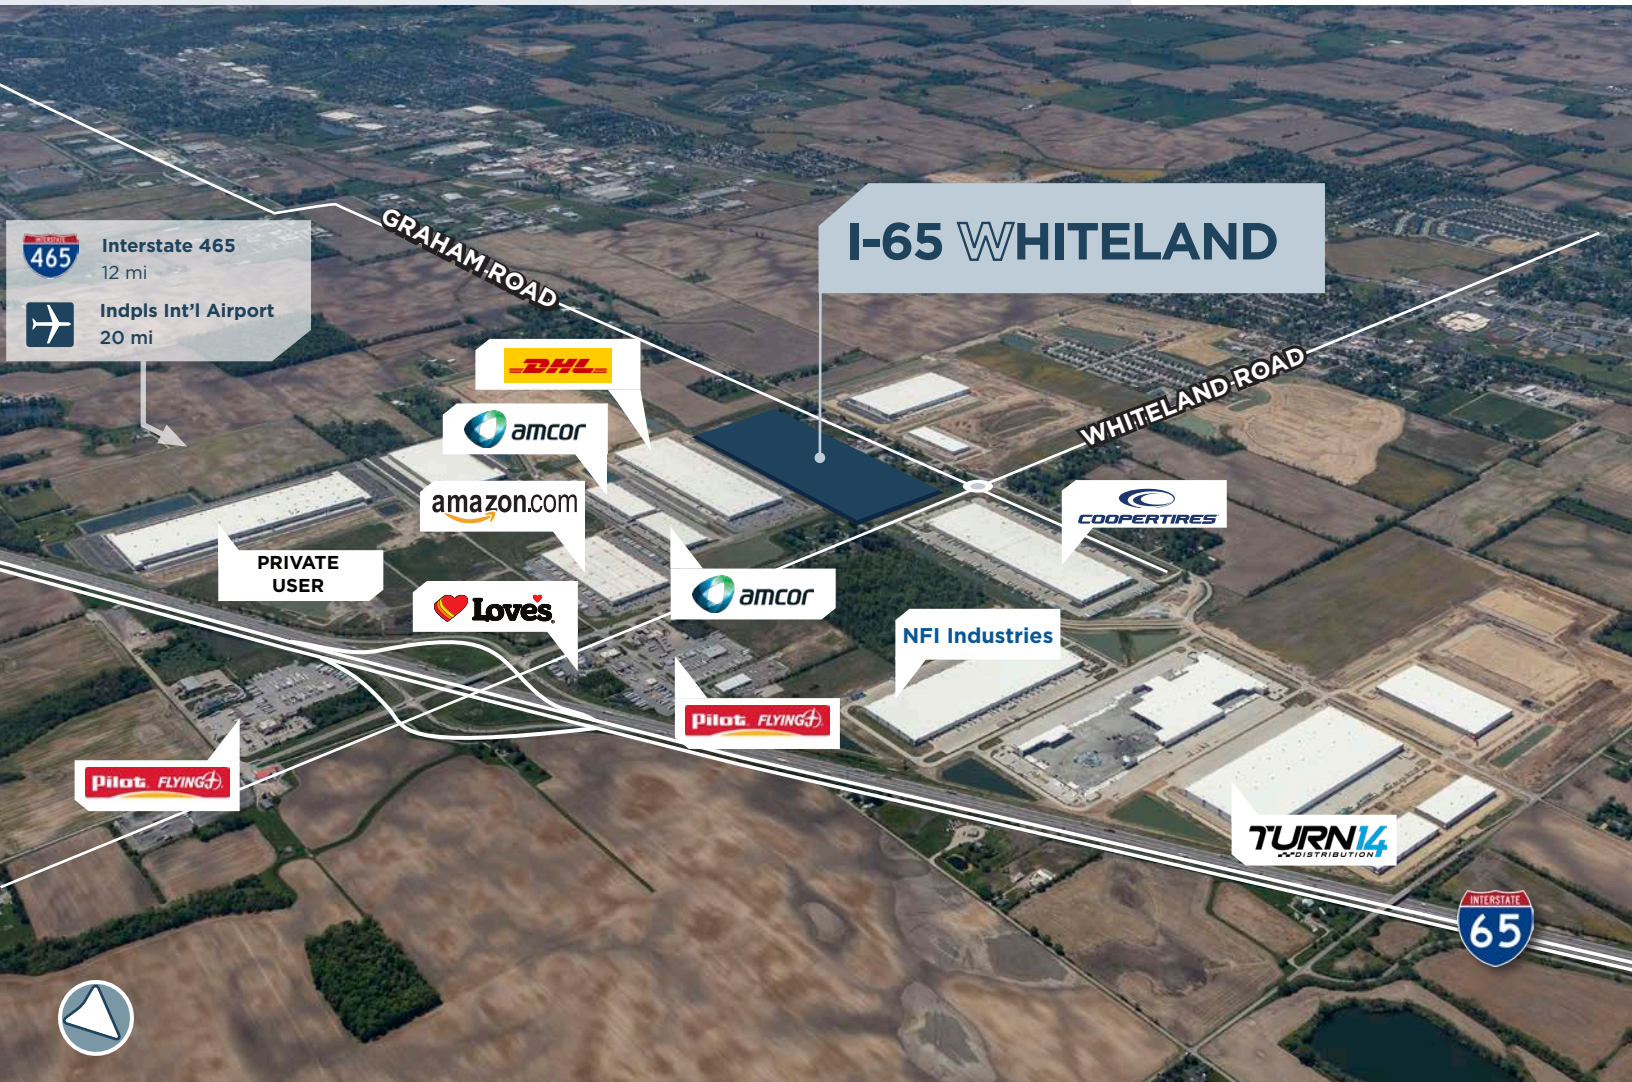 I-65 WHITELAND
GRAHAM ROAD
INTERSTATE
465
Interstate 465
12 mi
Indpls Int'l Airport
20 mi
WHITELAND ROAD
DHL
amcor
amazon.com
COOPERTIRES
PRIVATE
USER
Love's
amcor
NFI Industries
Pilot. FLYING J.
Pilot. FLYING J.
TURN14
DISTRIBUTION
INTERSTATE
65